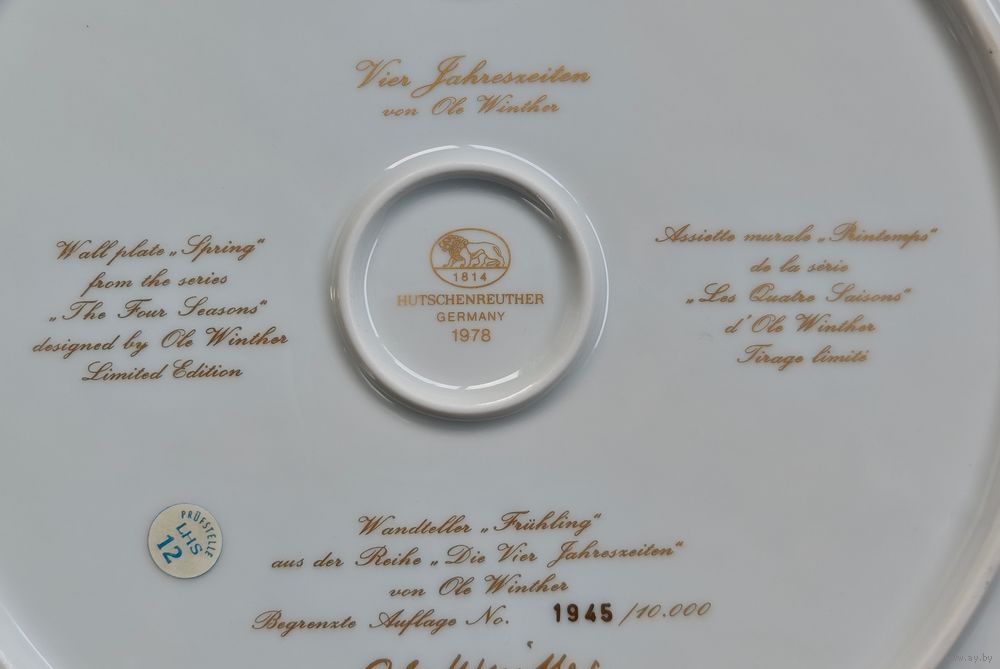 Vier Jahreszeiten
von Ole Winther
Wall plate „Spring“
from the series
„The Four Seasons“
designed by Ole Winther
Limited Edition
1814
HUTSCHENREUTHER
GERMANY
1978
Assiette murale „Printemps“
de la série
„Les Quatre Saisons“
d' Ole Winther
Tirage limité
PRÜFSTELLE
LHS
12
Wandteller „Frühling“
aus der Reihe „Die Vier Jahreszeiten“
von Ole Winther
Begrenzte Auflage No. 1945 /10.000
www.ay.by